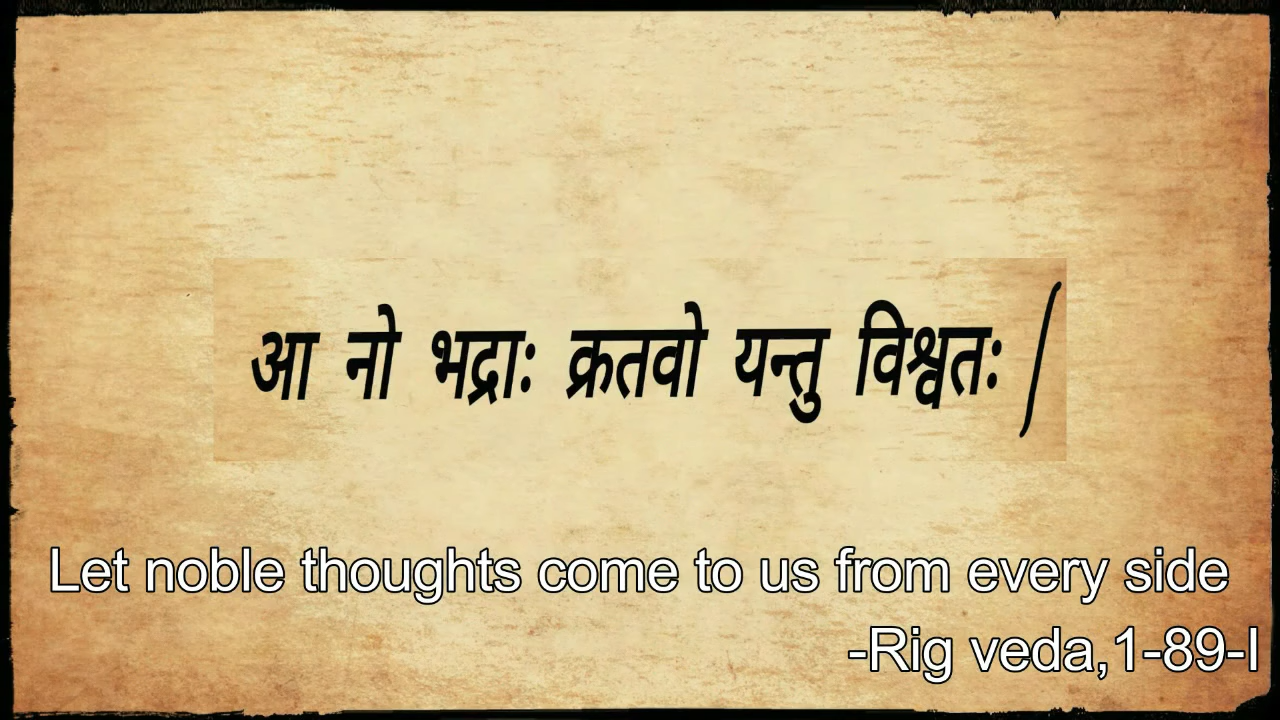 आ नो भद्राः क्रतवो यन्तु विश्वतः |
Let noble thoughts come to us from every side
-Rig veda,1-89-I